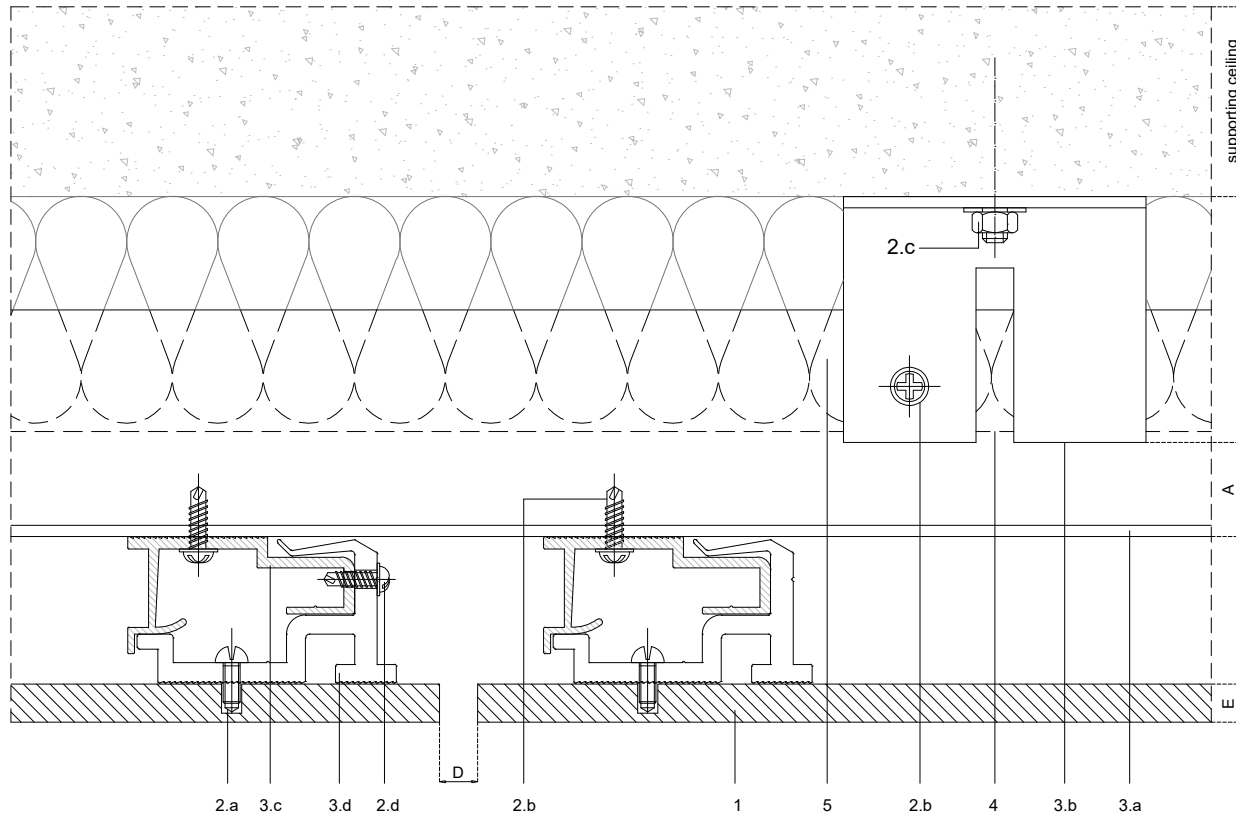 supporting ceiling
2.c
A
E
D
2.a
3.c
3.d
2.d
2.b
1
5
2.b
4
3.b
3.a